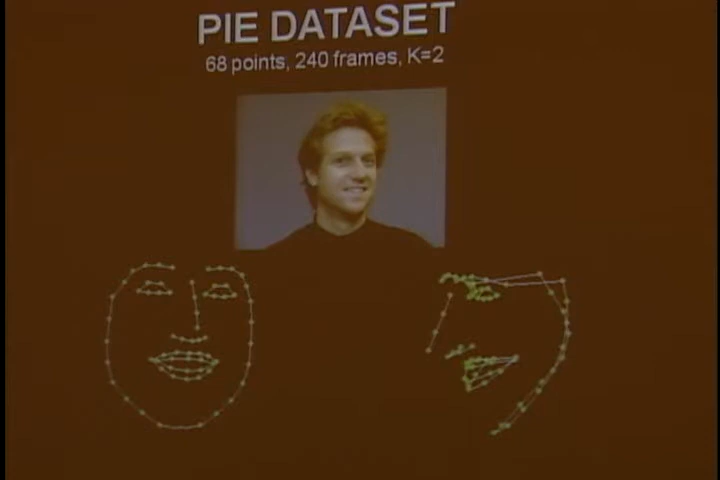 PIE DATASET
68 points, 240 frames, K=2